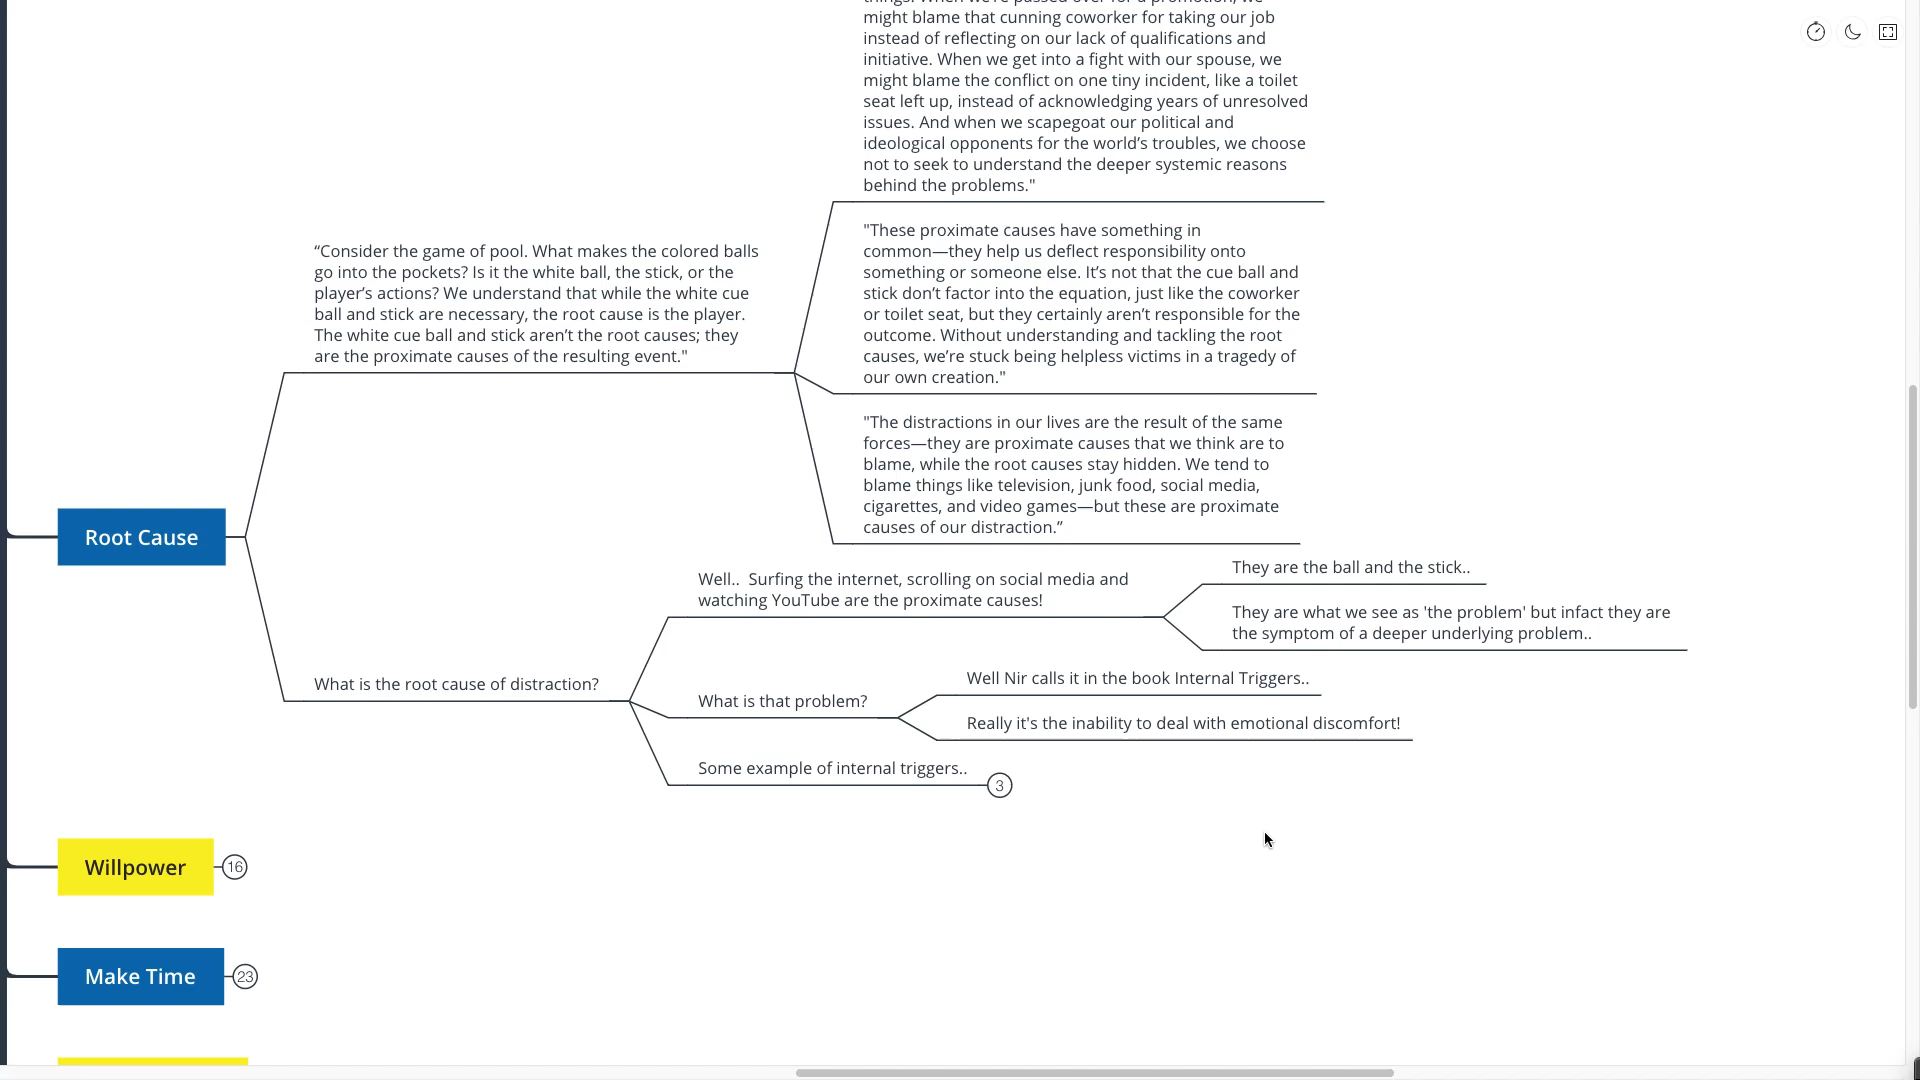 things. When we're passed over for a promotion, we
might blame that cunning coworker for taking our job
instead of reflecting on our lack of qualifications and
initiative. When we get into a fight with our spouse, we
might blame the conflict on one tiny incident, like a toilet
seat left up, instead of acknowledging years of unresolved
issues. And when we scapegoat our political and
ideological opponents for the world’s troubles, we choose
not to seek to understand the deeper systemic reasons
behind the problems."
“Consider the game of pool. What makes the colored balls
go into the pockets? Is it the white ball, the stick, or the
player’s actions? We understand that while the white cue
ball and stick are necessary, the root cause is the player.
The white cue ball and stick aren’t the root causes; they
are the proximate causes of the resulting event."
"These proximate causes have something in
common—they help us deflect responsibility onto
something or someone else. It’s not that the cue ball and
stick don’t factor into the equation, just like the coworker
or toilet seat, but they certainly aren’t responsible for the
outcome. Without understanding and tackling the root
causes, we’re stuck being helpless victims in a tragedy of
our own creation."
"The distractions in our lives are the result of the same
forces—they are proximate causes that we think are to
blame, while the root causes stay hidden. We tend to
blame things like television, junk food, social media,
cigarettes, and video games—but these are proximate
causes of our distraction.”
Root Cause
Well..  Surfing the internet, scrolling on social media and
watching YouTube are the proximate causes!
They are the ball and the stick..
They are what we see as 'the problem' but infact they are
the symptom of a deeper underlying problem..
What is the root cause of distraction?
What is that problem?
Well Nir calls it in the book Internal Triggers..
Really it's the inability to deal with emotional discomfort!
Some example of internal triggers..
3
Willpower
16
Make Time
23